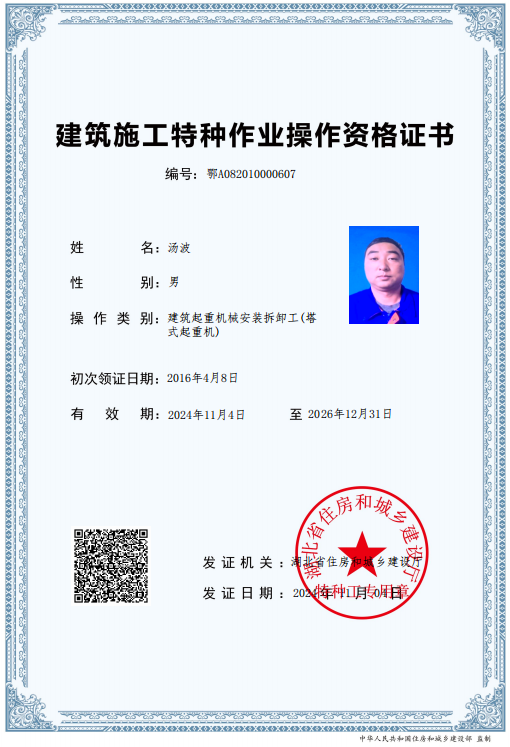 建筑施工特种作业操作资格证书
编号：鄂A082010000607
姓名：汤波
性别：男
操作类别：建筑起重机械安装拆卸工(塔
式起重机)
初次领证日期：2016年4月8日
有效期：2024年11月4日 至 2026年12月31日
发证机关：湖北省住房和城乡建设厅
发证日期：2024年11月04日
湖北省住房和城乡建设厅
特种工专用章
中华人民共和国住房和城乡建设部 监制